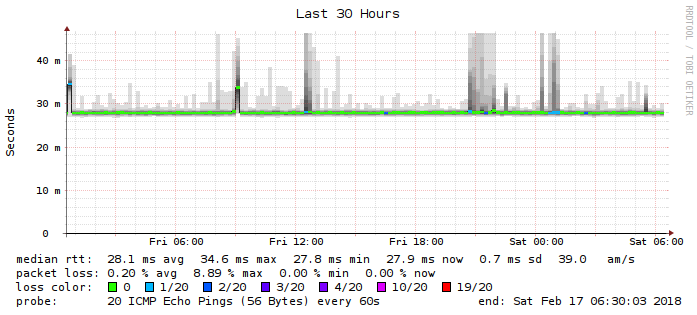 Last 30 Hours
RRDTOOL / TOBI OETIKER
Seconds
40 m
30 m
20 m
10 m
0
Fri 06:00 Fri 12:00 Fri 18:00 Sat 00:00 Sat 06:00
median rtt: 28.1 ms avg 34.6 ms max 27.8 ms min 27.9 ms now 0.7 ms sd 39.0 am/s
packet loss: 0.20 % avg 8.89 % max 0.00 % min 0.00 % now
loss color: 0 1/20 2/20 3/20 4/20 10/20 19/20
probe: 20 ICMP Echo Pings (56 Bytes) every 60s end: Sat Feb 17 06:30:03 2018